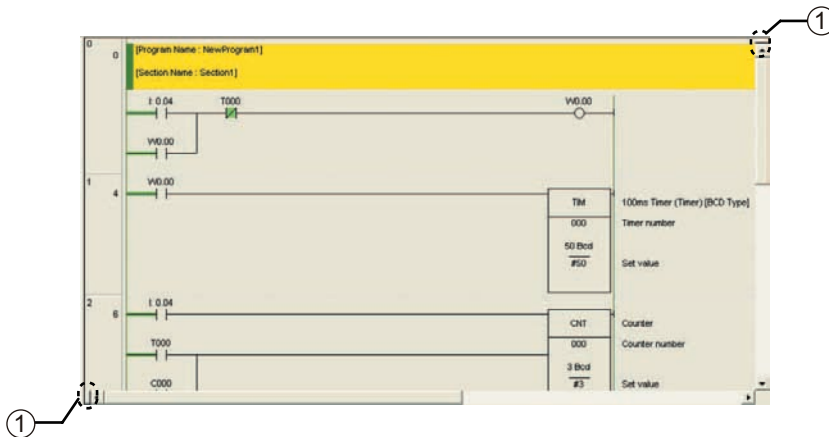 ①
0 0 [Program Name : NewProgram1]
[Section Name : Section1]
I: 0.04 T000 W0.00
W0.00
1 4 W0.00
TIM 100ms Timer (Timer) [BCD Type]
000 Timer number
50 Bcd
#50 Set value
2 6 I: 0.04
CNT Counter
T000 000 Counter number
3 Bcd
C000 #3 Set value
①